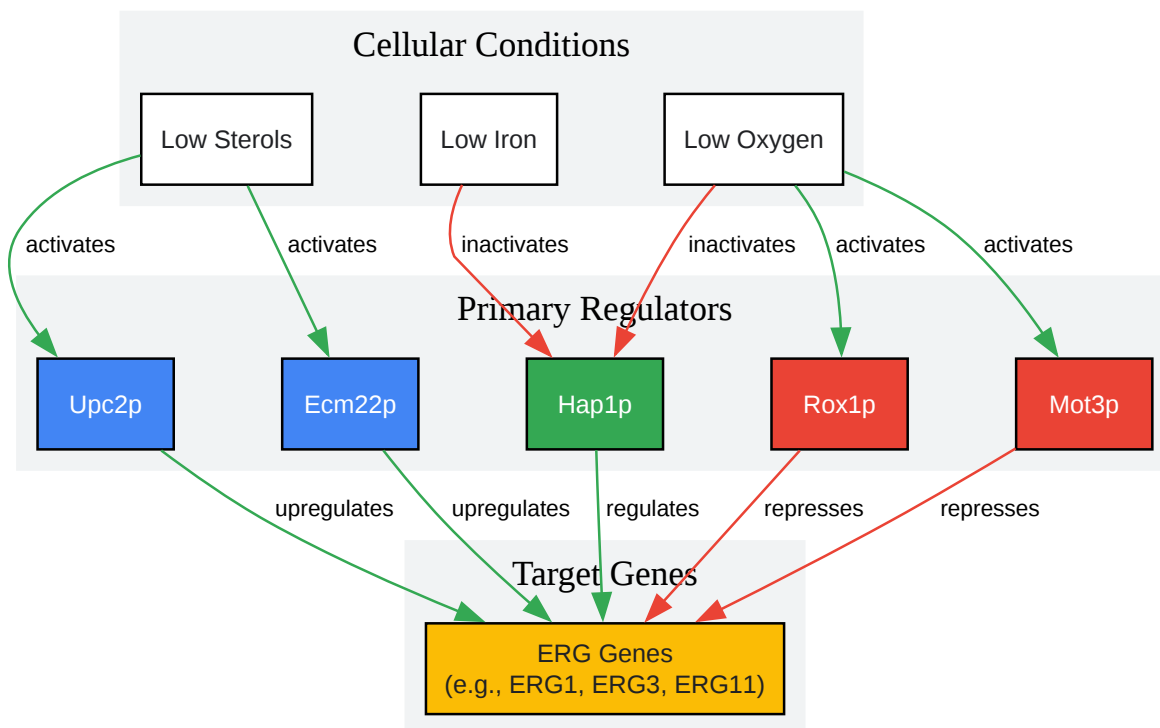 Cellular Conditions
Low Sterols
Low Iron
Low Oxygen
activates
activates
inactivates
inactivates
activates
activates
Primary Regulators
Upc2p
Ecm22p
Hap1p
Rox1p
Mot3p
upregulates
upregulates
regulates
represses
represses
Target Genes
ERG Genes
(e.g., ERG1, ERG3, ERG11)